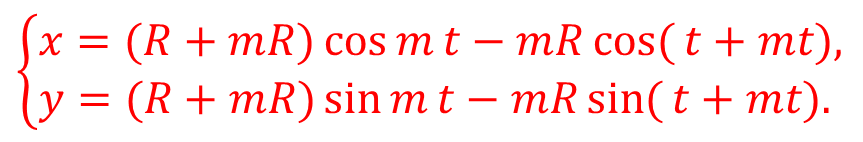 x = (R + mR) cos m t − mR cos( t + mt),
y = (R + mR) sin m t − mR sin( t + mt).